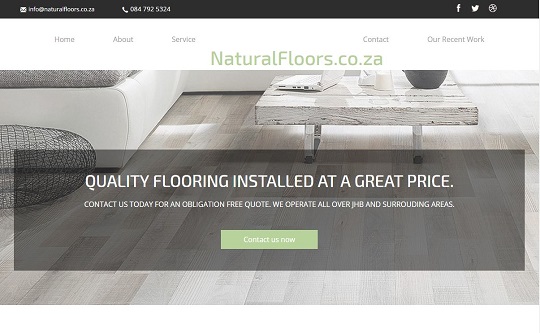 info@naturalfloors.co.za 084 792 5324
Home About Service Contact Our Recent Work
NaturalFloors.co.za
QUALITY FLOORING INSTALLED AT A GREAT PRICE.
CONTACT US TODAY FOR AN OBLIGATION FREE QUOTE. WE OPERATE ALL OVER JHB AND SURROUDING AREAS.
Contact us now